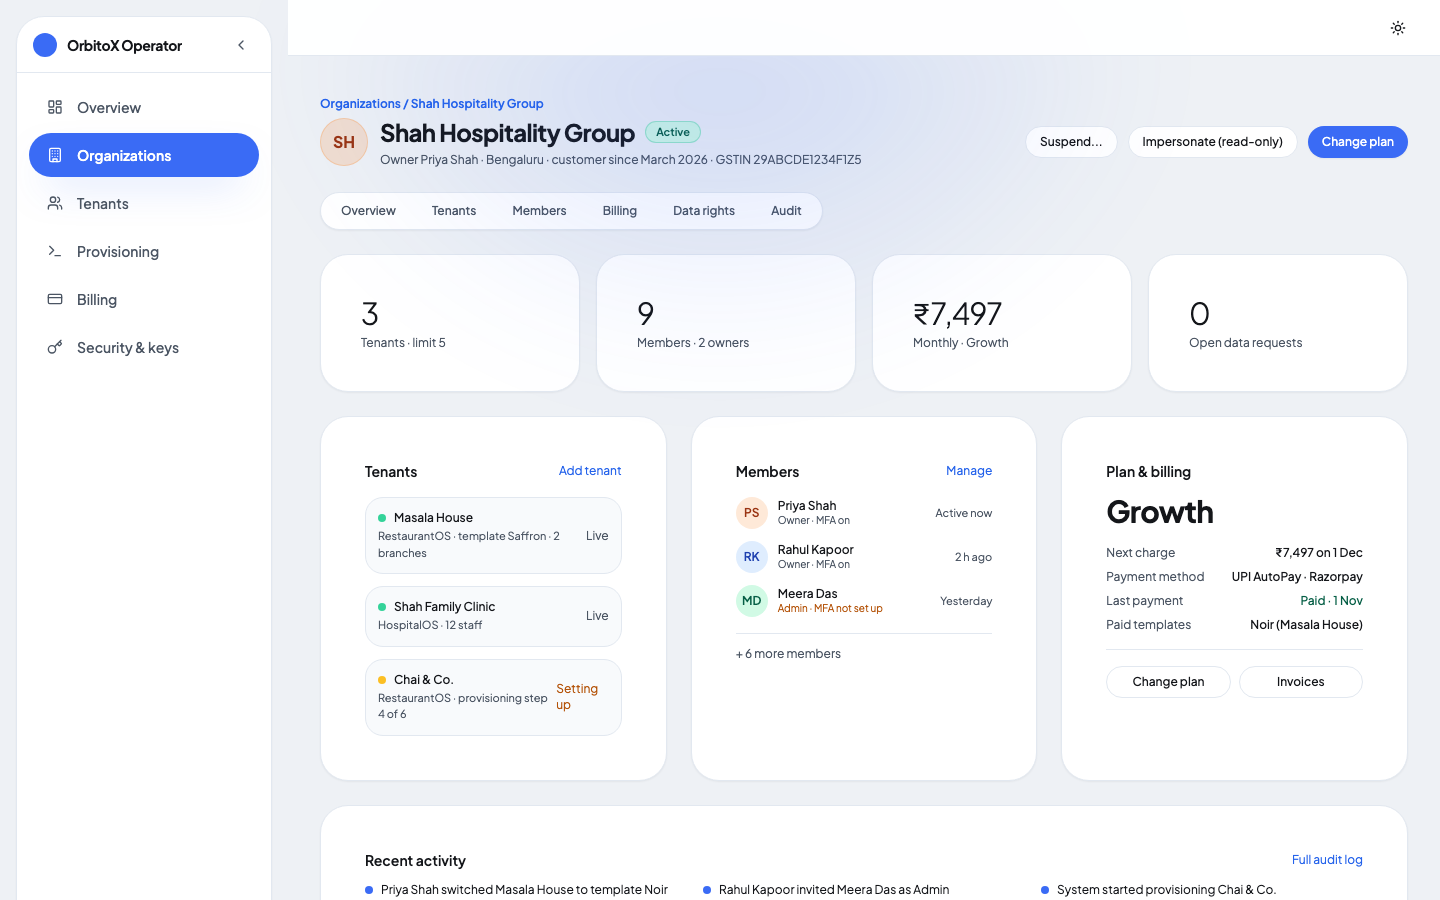 OrbitoX Operator
Overview
Organizations
Tenants
Provisioning
Billing
Security & keys
Organizations / Shah Hospitality Group
SH
Shah Hospitality Group
Active
Owner Priya Shah · Bengaluru · customer since March 2026 · GSTIN 29ABCDE1234F1Z5
Suspend...
Impersonate (read-only)
Change plan
Overview
Tenants
Members
Billing
Data rights
Audit
3
Tenants · limit 5
9
Members · 2 owners
₹7,497
Monthly · Growth
0
Open data requests
Tenants
Add tenant
Masala House
RestaurantOS · template Saffron · 2
branches
Live
Shah Family Clinic
HospitalOS · 12 staff
Live
Chai & Co.
RestaurantOS · provisioning step
4 of 6
Setting
up
Members
Manage
PS
Priya Shah
Owner · MFA on
Active now
RK
Rahul Kapoor
Owner · MFA on
2 h ago
MD
Meera Das
Admin · MFA not set up
Yesterday
+ 6 more members
Plan & billing
Growth
Next charge
₹7,497 on 1 Dec
Payment method
UPI AutoPay · Razorpay
Last payment
Paid · 1 Nov
Paid templates
Noir (Masala House)
Change plan
Invoices
Recent activity
Full audit log
Priya Shah switched Masala House to template Noir
Rahul Kapoor invited Meera Das as Admin
System started provisioning Chai & Co.